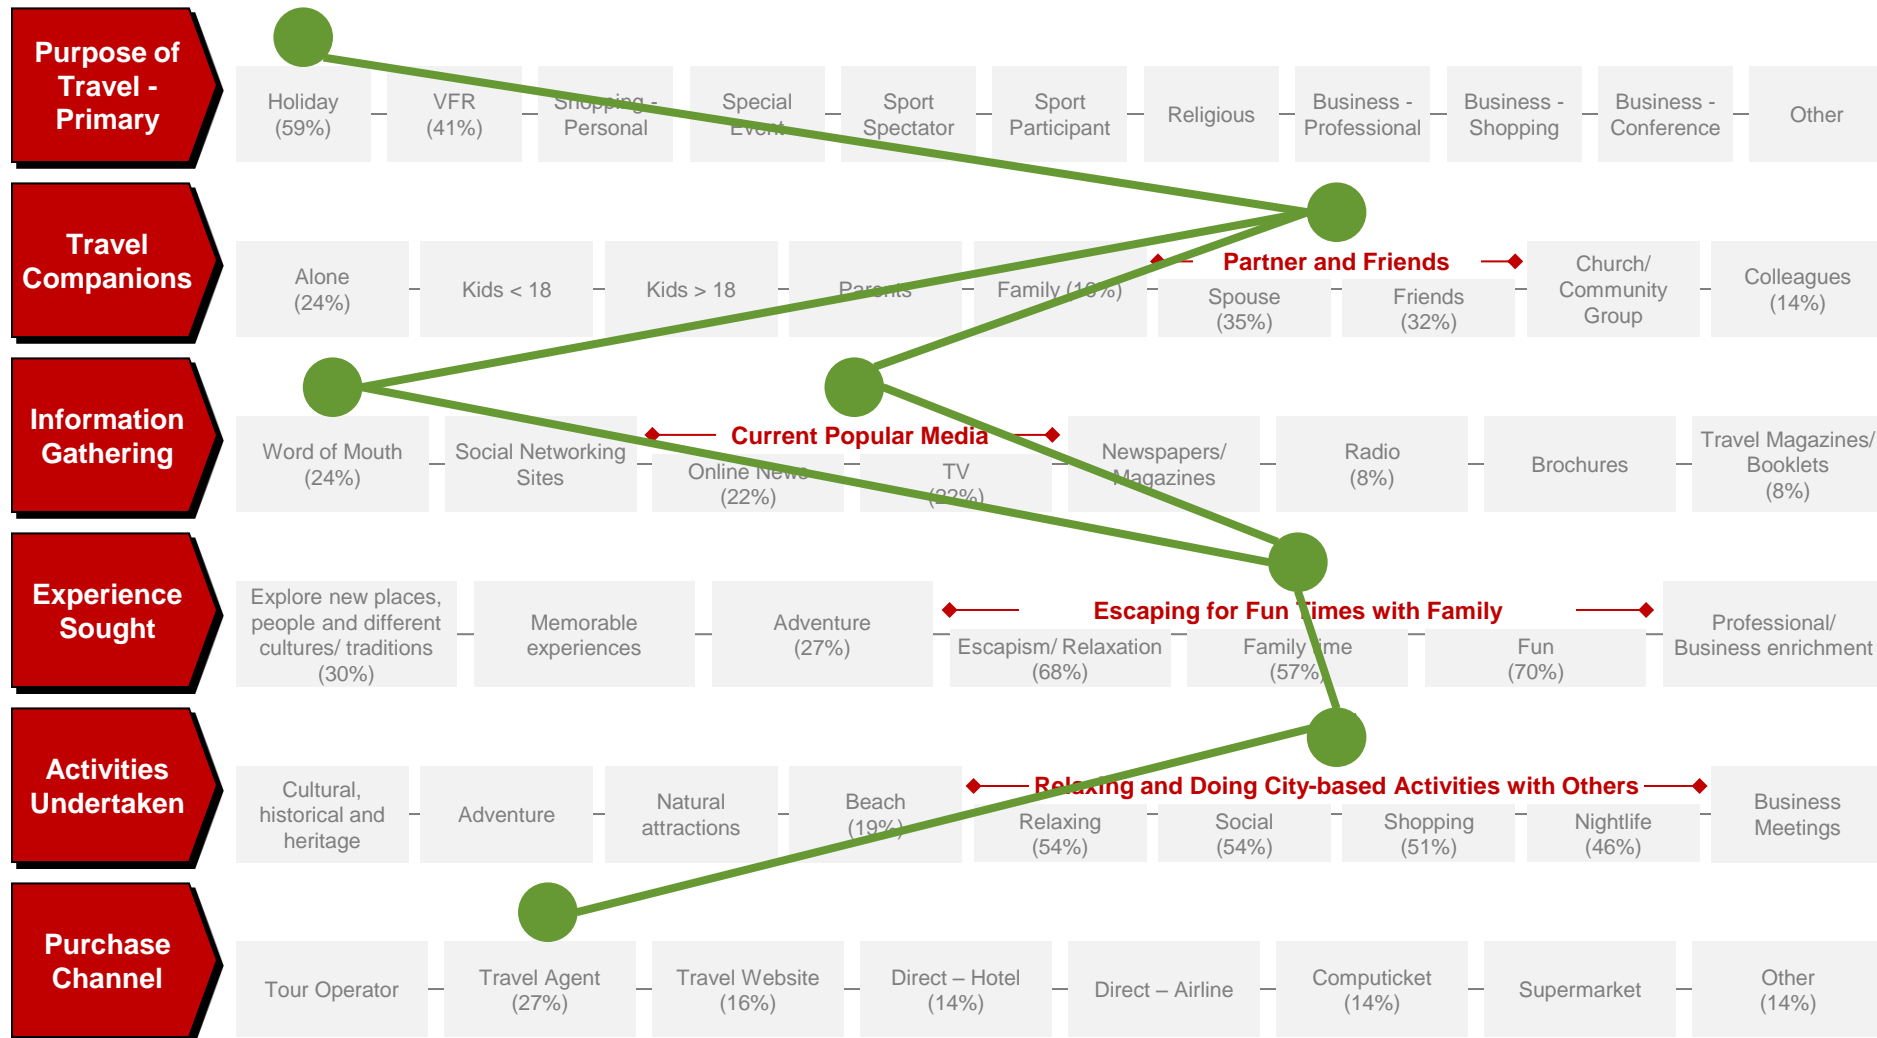 Purpose of
Travel -
Primary
Holiday
(59%)
VFR
(41%)
Shopping -
Personal
Special
Event
Sport
Spectator
Sport
Participant
Religious
Business -
Professional
Business -
Shopping
Business -
Conference
Other
Travel
Companions
Alone
(24%)
Kids < 18
Kids > 18
Parents
Family (16%)
Partner and Friends
Spouse
(35%)
Friends
(32%)
Church/
Community
Group
Colleagues
(14%)
Information
Gathering
Word of Mouth
(24%)
Social Networking
Sites
Current Popular Media
Online News
(22%)
TV
(22%)
Newspapers/
Magazines
Radio
(8%)
Brochures
Travel Magazines/
Booklets
(8%)
Experience
Sought
Explore new places,
people and different
cultures/ traditions
(30%)
Memorable
experiences
Adventure
(27%)
Escaping for Fun Times with Family
Escapism/ Relaxation
(68%)
Family time
(57%)
Fun
(70%)
Professional/
Business enrichment
Activities
Undertaken
Cultural,
historical and
heritage
Adventure
Natural
attractions
Beach
(19%)
Relaxing and Doing City-based Activities with Others
Relaxing
(54%)
Social
(54%)
Shopping
(51%)
Nightlife
(46%)
Business
Meetings
Purchase
Channel
Tour Operator
Travel Agent
(27%)
Travel Website
(16%)
Direct – Hotel
(14%)
Direct – Airline
Computicket
(14%)
Supermarket
Other
(14%)